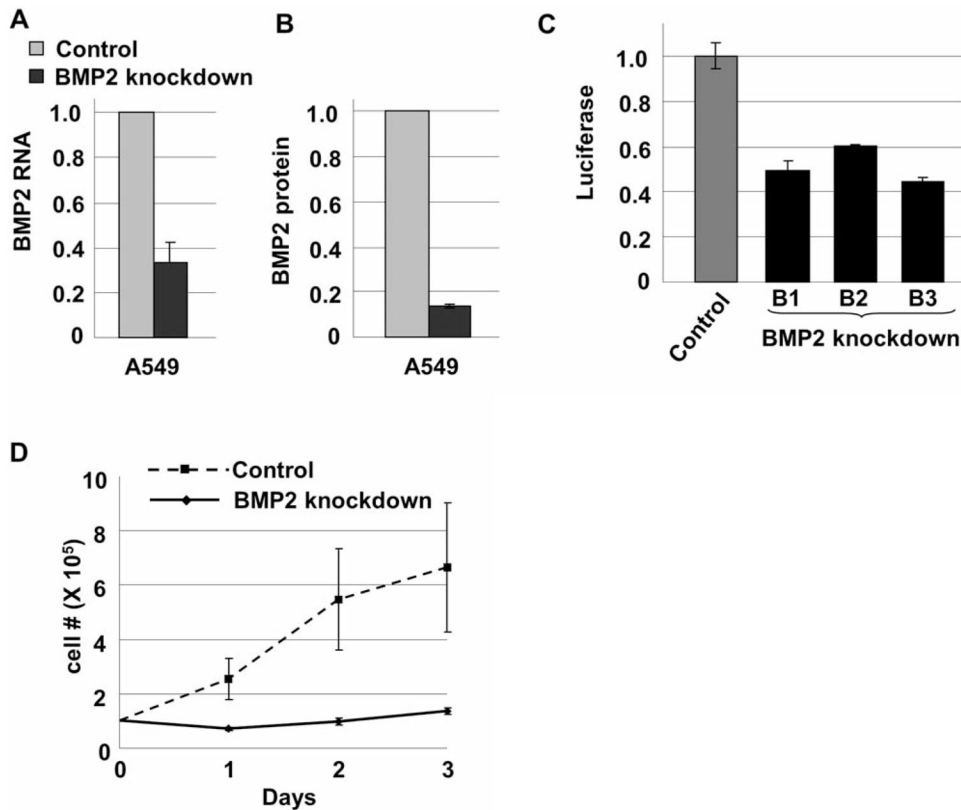 A
Control
BMP2 knockdown
BMP2 RNA
1.0
0.8
0.6
0.4
0.2
0
A549
B
BMP2 protein
1.0
0.8
0.6
0.4
0.2
0
A549
C
Luciferase
1.0
0.8
0.6
0.4
0.2
0
Control
B1 B2 B3
BMP2 knockdown
D
Control
BMP2 knockdown
cell # (X 10⁵)
10
8
6
4
2
0
0 1 2 3
Days